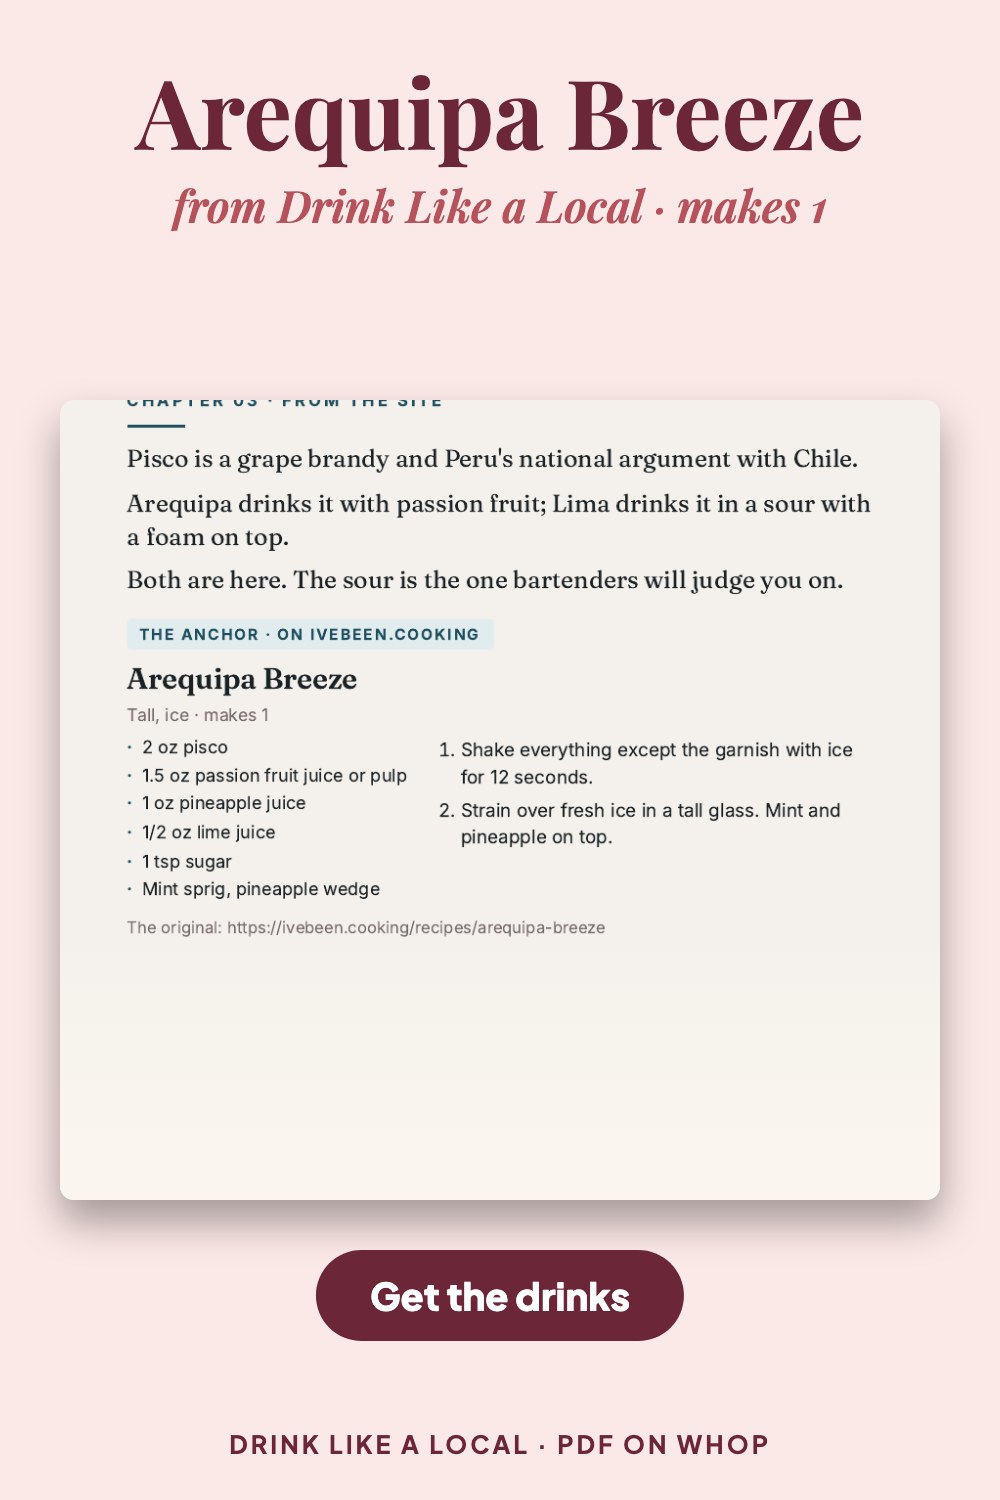 Arequipa Breeze
from Drink Like a Local · makes 1
CHAPTER 03 · FROM THE SITE
Pisco is a grape brandy and Peru's national argument with Chile.
Arequipa drinks it with passion fruit; Lima drinks it in a sour with
a foam on top.
Both are here. The sour is the one bartenders will judge you on.
THE ANCHOR · ON IVEBEEN.COOKING
Arequipa Breeze
Tall, ice · makes 1
· 2 oz pisco
· 1.5 oz passion fruit juice or pulp
· 1 oz pineapple juice
· 1/2 oz lime juice
· 1 tsp sugar
· Mint sprig, pineapple wedge
1. Shake everything except the garnish with ice
for 12 seconds.
2. Strain over fresh ice in a tall glass. Mint and
pineapple on top.
The original: https://ivebeen.cooking/recipes/arequipa-breeze
Get the drinks
DRINK LIKE A LOCAL · PDF ON WHOP